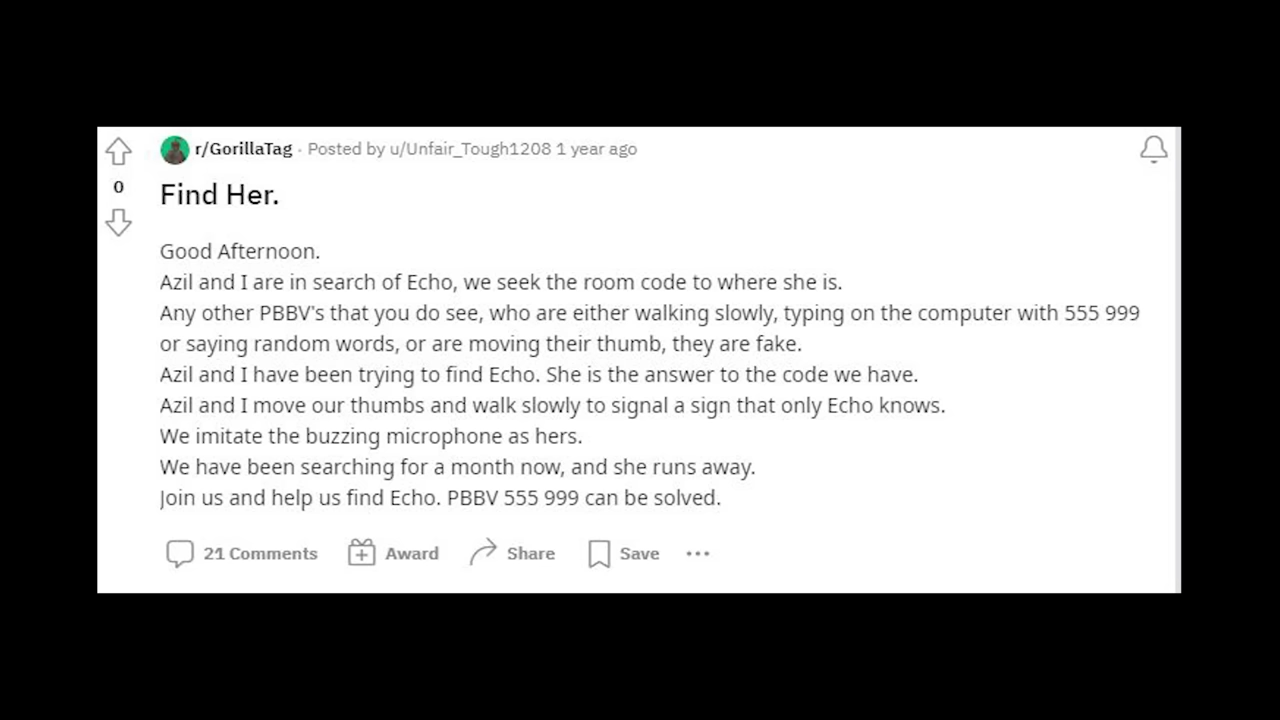 r/GorillaTag · Posted by u/Unfair_Tough1208 1 year ago
0
Find Her.
Good Afternoon.
Azil and I are in search of Echo, we seek the room code to where she is.
Any other PBBV's that you do see, who are either walking slowly, typing on the computer with 555 999
or saying random words, or are moving their thumb, they are fake.
Azil and I have been trying to find Echo. She is the answer to the code we have.
Azil and I move our thumbs and walk slowly to signal a sign that only Echo knows.
We imitate the buzzing microphone as hers.
We have been searching for a month now, and she runs away.
Join us and help us find Echo. PBBV 555 999 can be solved.
21 Comments Award Share Save